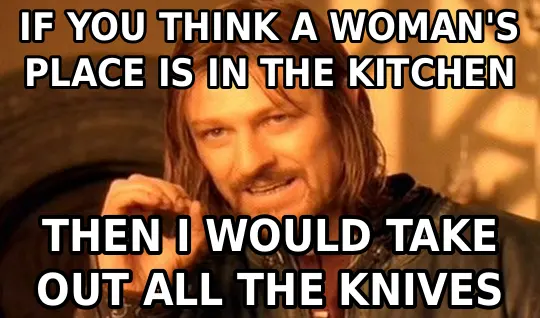 IF YOU THINK A WOMAN'S
PLACE IS IN THE KITCHEN
THEN I WOULD TAKE
OUT ALL THE KNIVES